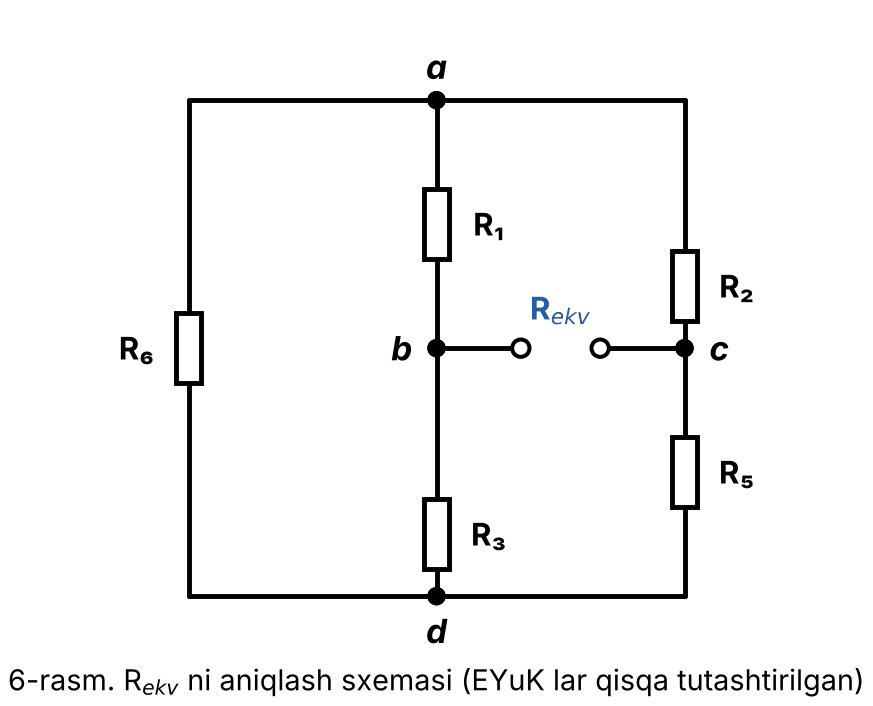 a
R₁
R₂
Rekv
R₆
b
c
R₅
R₃
d
6-rasm. Rekv ni aniqlash sxemasi (EYuK lar qisqa tutashtirilgan)